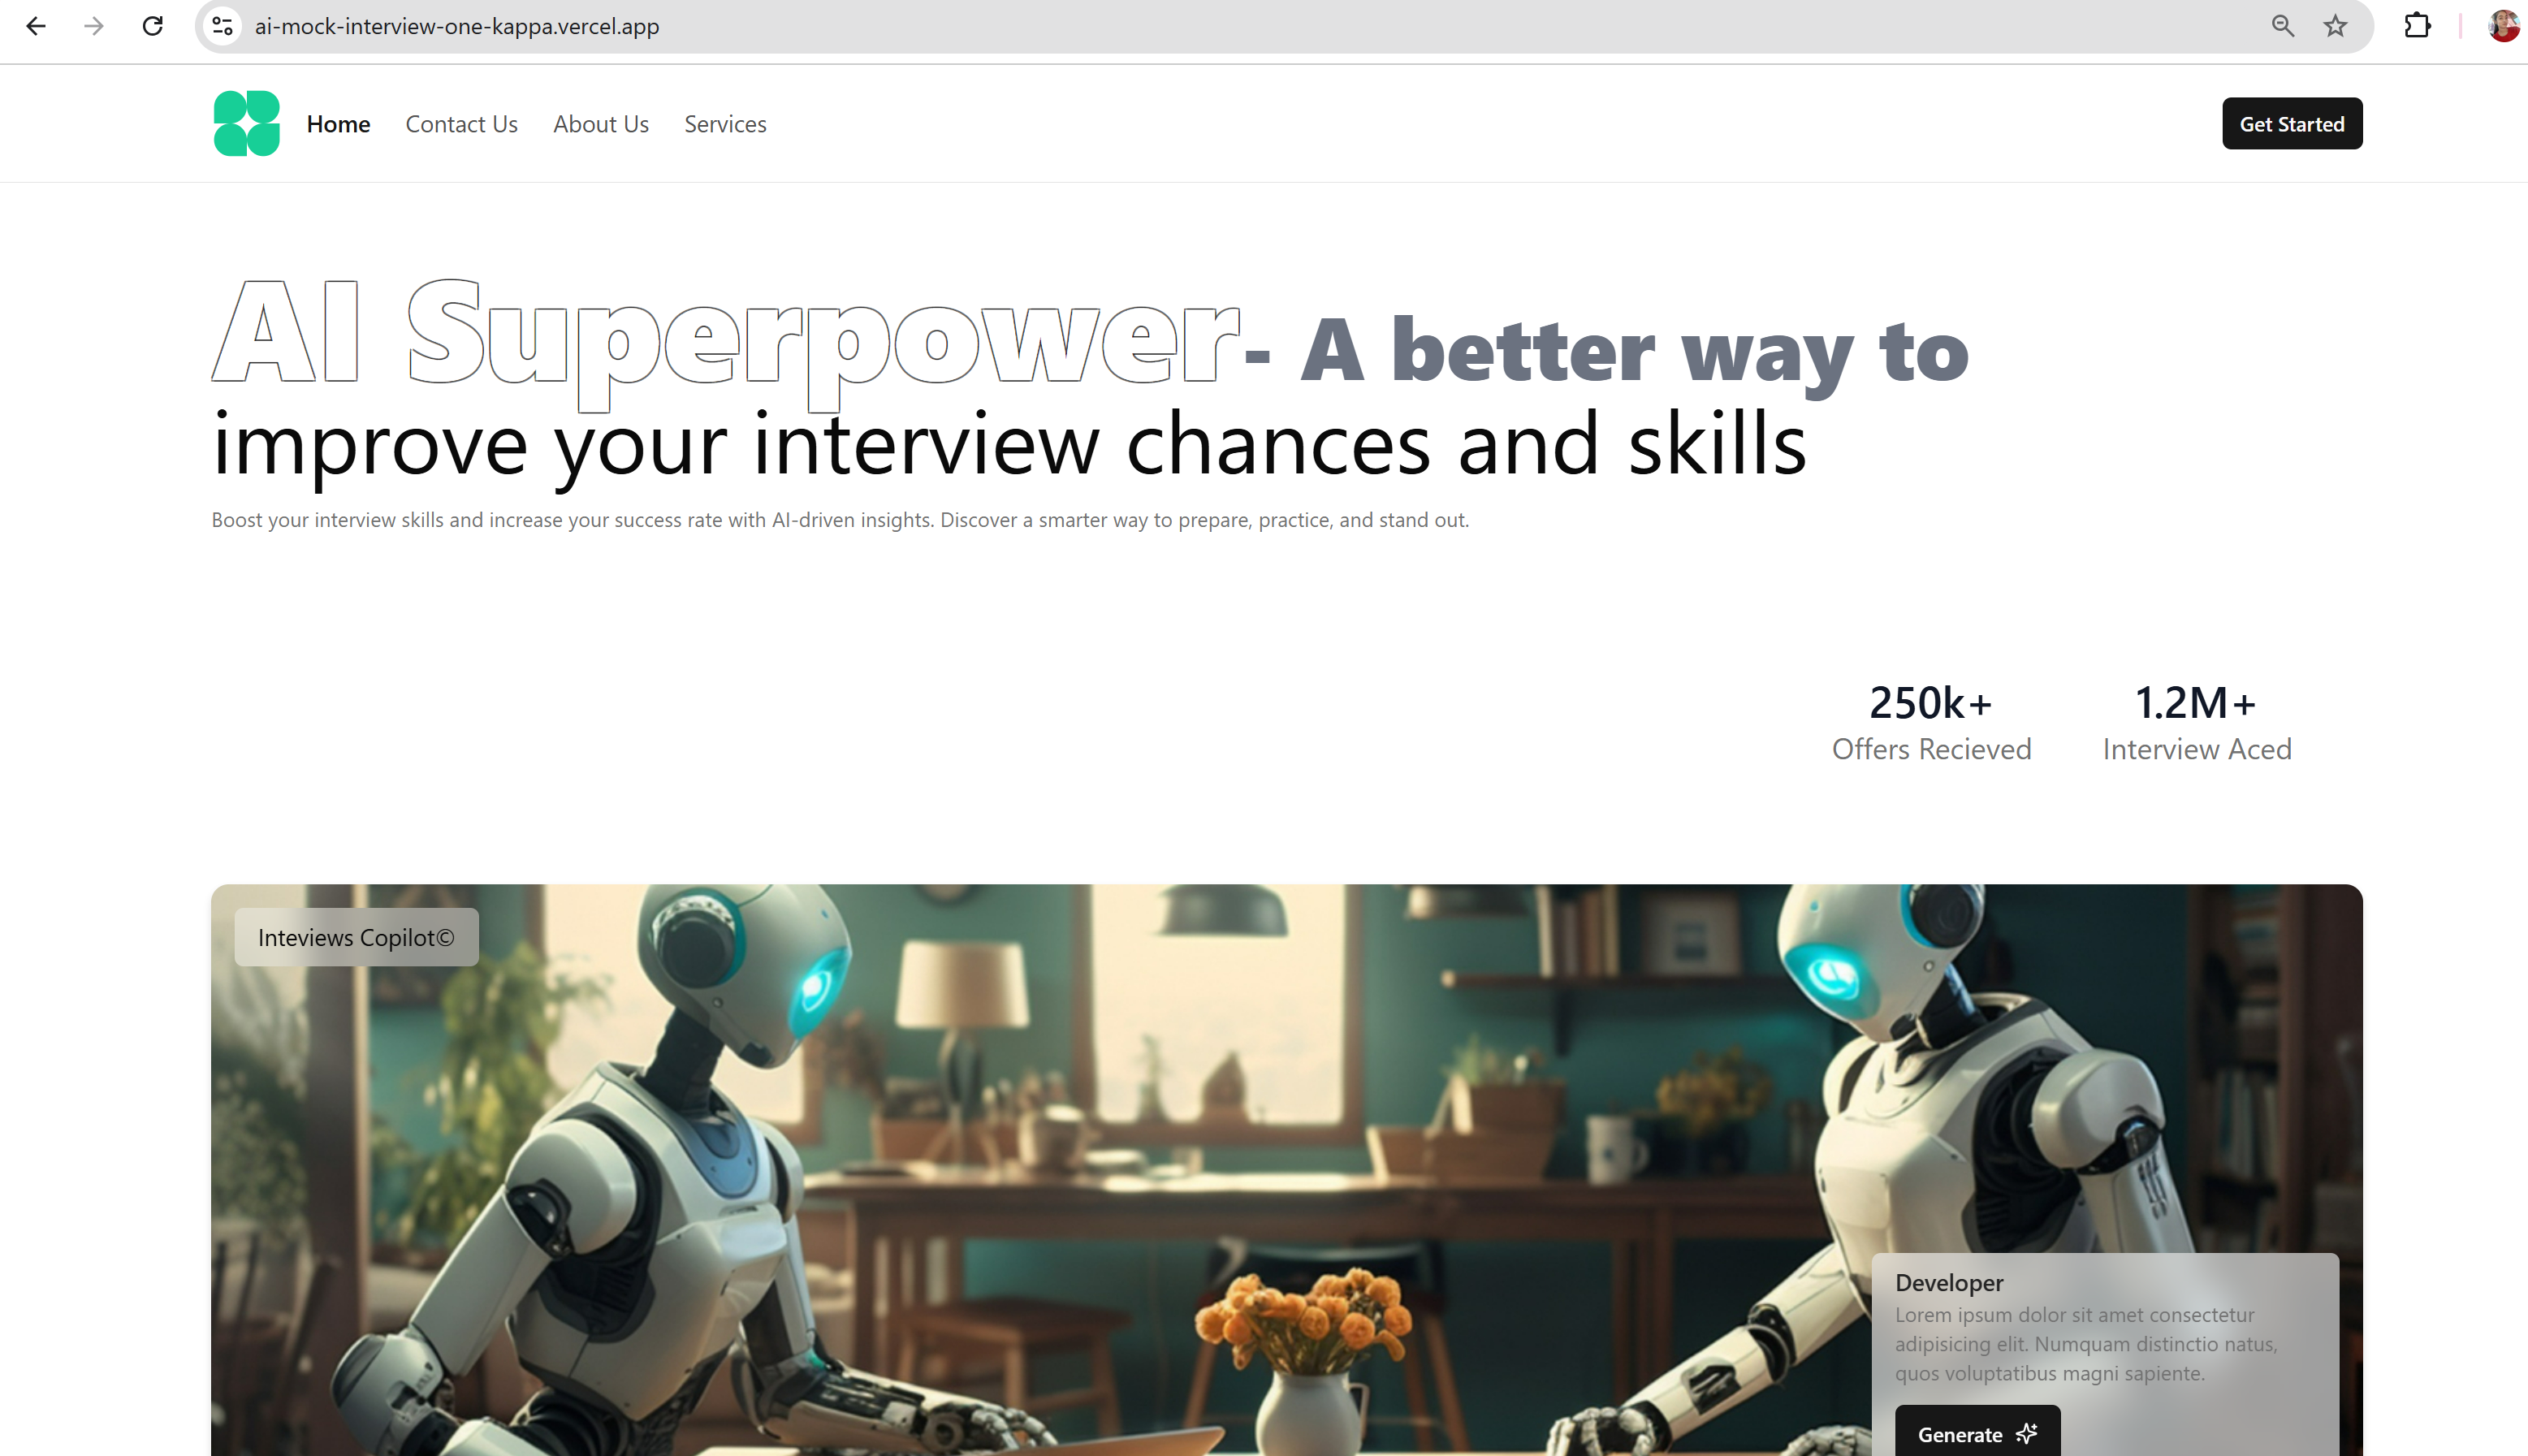 ai-mock-interview-one-kappa.vercel.app
Home Contact Us About Us Services Get Started
AI Superpower- A better way to
improve your interview chances and skills
Boost your interview skills and increase your success rate with AI-driven insights. Discover a smarter way to prepare, practice, and stand out.
250k+ 1.2M+
Offers Recieved Interview Aced
Inteviews Copilot©
Developer
Lorem ipsum dolor sit amet consectetur
adipisicing elit. Numquam distinctio natus,
quos voluptatibus magni sapiente.
Generate